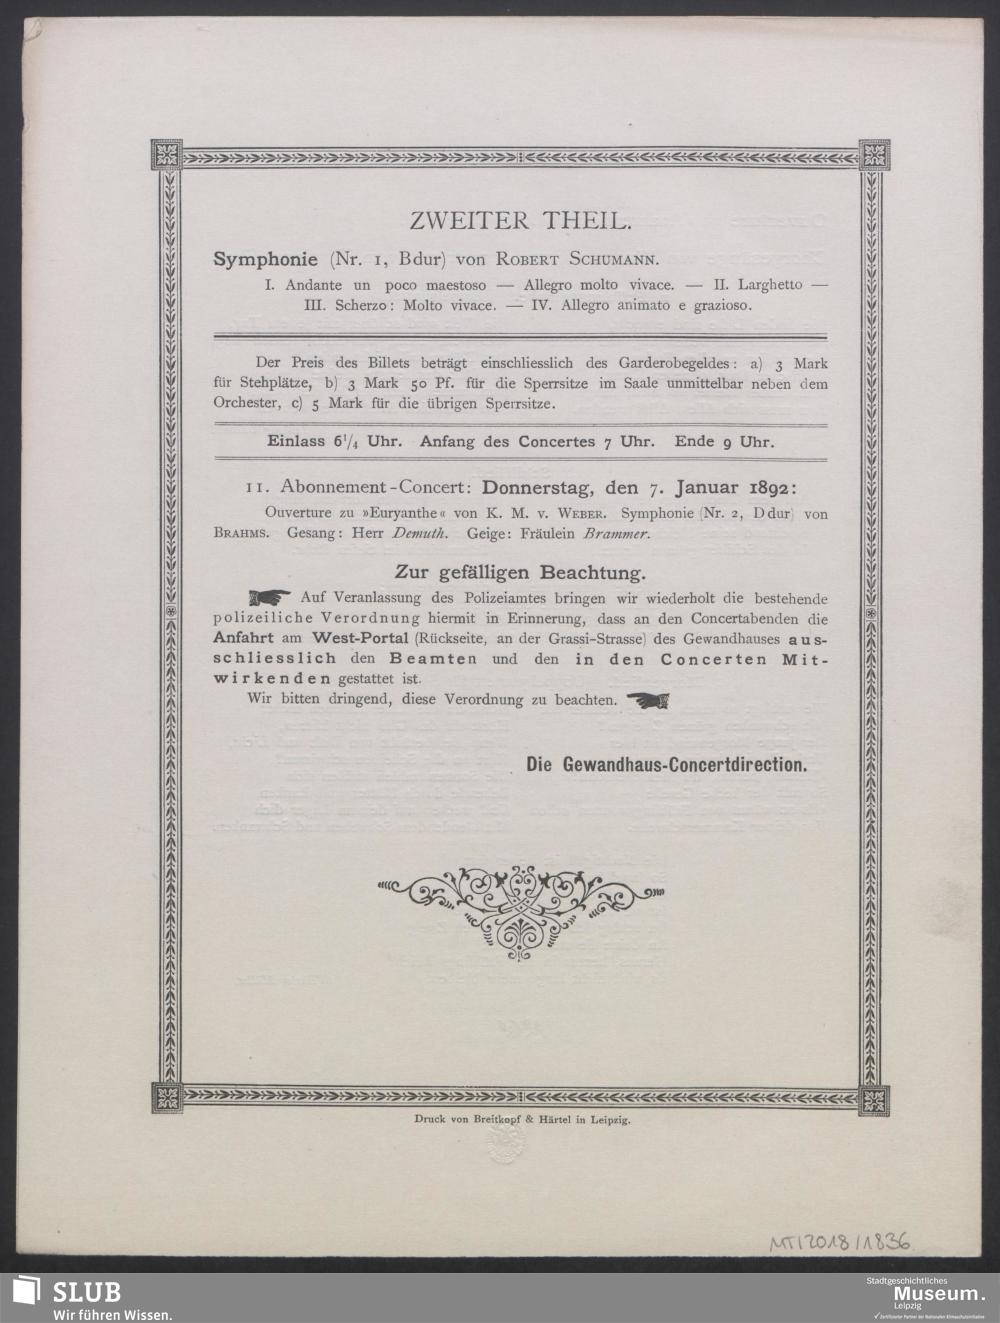 ZWEITER THEIL.
Symphonie (Nr. 1, Bdur) von ROBERT SCHUMANN.
I. Andante un poco maestoso — Allegro molto vivace. — II. Larghetto —
III. Scherzo: Molto vivace. — IV. Allegro animato e grazioso.
Der Preis des Billets beträgt einschliesslich des Garderobegeldes: a) 3 Mark
für Stehplätze, b) 3 Mark 50 Pf. für die Sperrsitze im Saale unmittelbar neben dem
Orchester, c) 5 Mark für die übrigen Sperrsitze.
Einlass 6¹/₄ Uhr. Anfang des Concertes 7 Uhr. Ende 9 Uhr.
11. Abonnement-Concert: Donnerstag, den 7. Januar 1892:
Ouverture zu »Euryanthe« von K. M. v. WEBER. Symphonie (Nr. 2, Ddur) von
BRAHMS. Gesang: Herr Demuth. Geige: Fräulein Brammer.
Zur gefälligen Beachtung.
Auf Veranlassung des Polizeiamtes bringen wir wiederholt die bestehende
polizeiliche Verordnung hiermit in Erinnerung, dass an den Concertabenden die
Anfahrt am West-Portal (Rückseite, an der Grassi-Strasse) des Gewandhauses aus-
schliesslich den Beamten und den in den Concerten Mit-
wirkenden gestattet ist.
Wir bitten dringend, diese Verordnung zu beachten.
Die Gewandhaus-Concertdirection.
Druck von Breitkopf & Härtel in Leipzig.
MT/2018/1836
SLUB
Wir führen Wissen.
Stadtgeschichtliches
Museum.
Leipzig
Zertifizierter Partner der Nationalen Klimaschutzinitiative